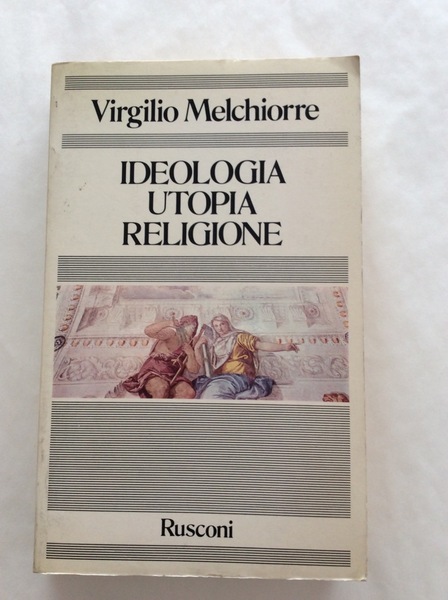 Virgilio Melchiorre
IDEOLOGIA
UTOPIA
RELIGIONE
Rusconi